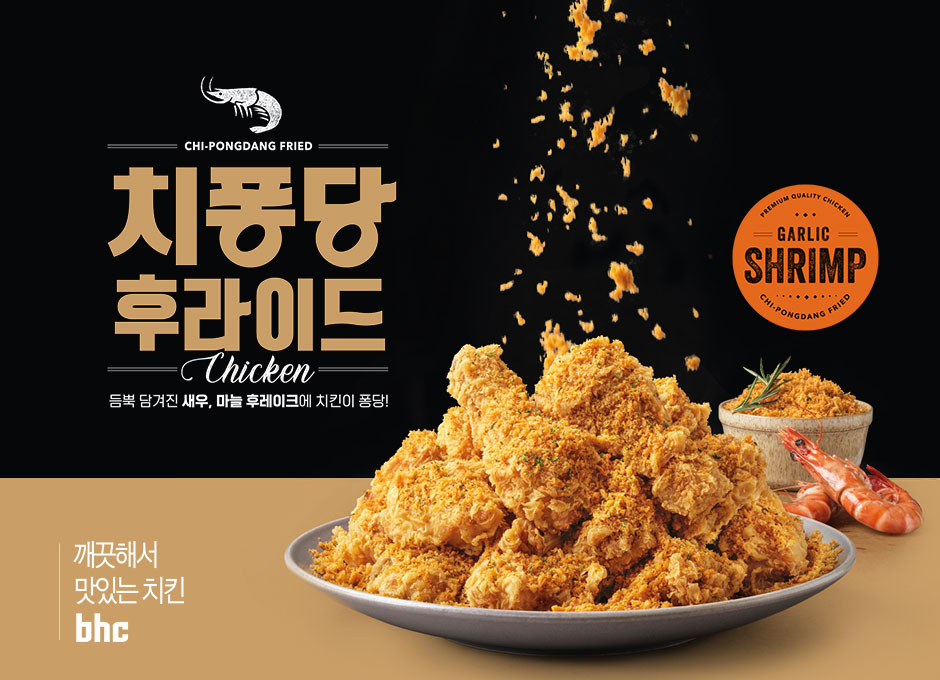 CHI-PONGDANG FRIED
치퐁당
후라이드
Chicken
듬뿍 담겨진 새우, 마늘 후레이크에 치킨이 퐁당!
PREMIUM QUALITY CHICKEN
GARLIC
SHRIMP
CHI-PONGDANG FRIED
깨끗해서
맛있는 치킨
bhc